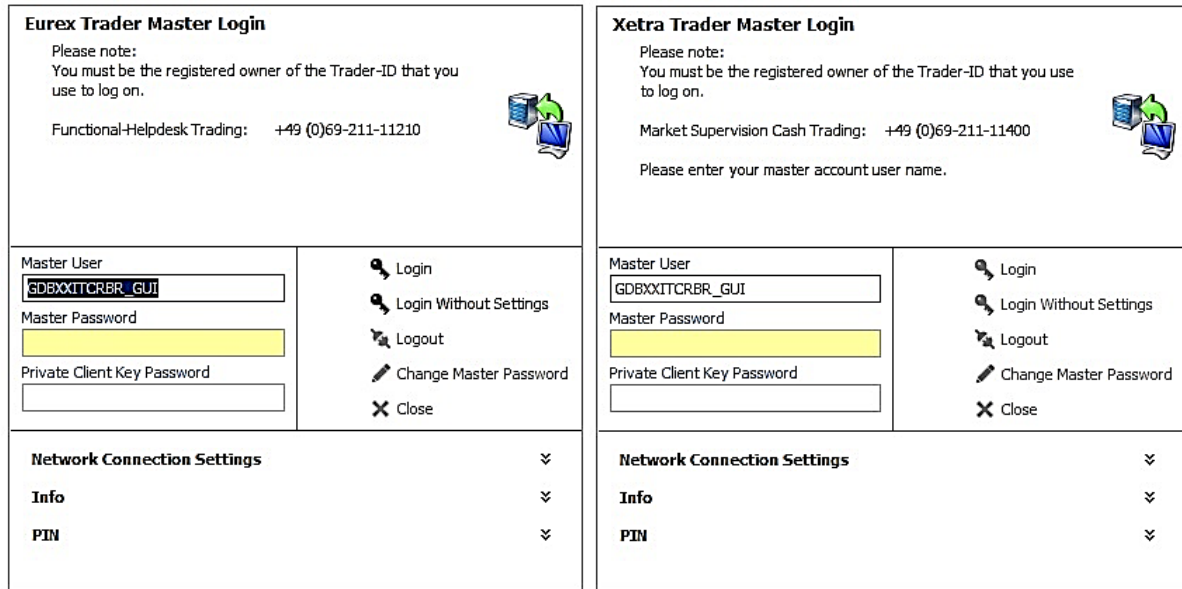 Eurex Trader Master Login
Please note:
You must be the registered owner of the Trader-ID that you
use to log on.
Functional-Helpdesk Trading: +49 (0)69-211-11210
Master User
GDBXXITCRBR_GUI
Master Password
Private Client Key Password
Login
Login Without Settings
Logout
Change Master Password
Close
Network Connection Settings
Info
PIN
Xetra Trader Master Login
Please note:
You must be the registered owner of the Trader-ID that you use
to log on.
Market Supervision Cash Trading: +49 (0)69-211-11400
Please enter your master account user name.
Master User
GDBXXITCRBR_GUI
Master Password
Private Client Key Password
Login
Login Without Settings
Logout
Change Master Password
Close
Network Connection Settings
Info
PIN